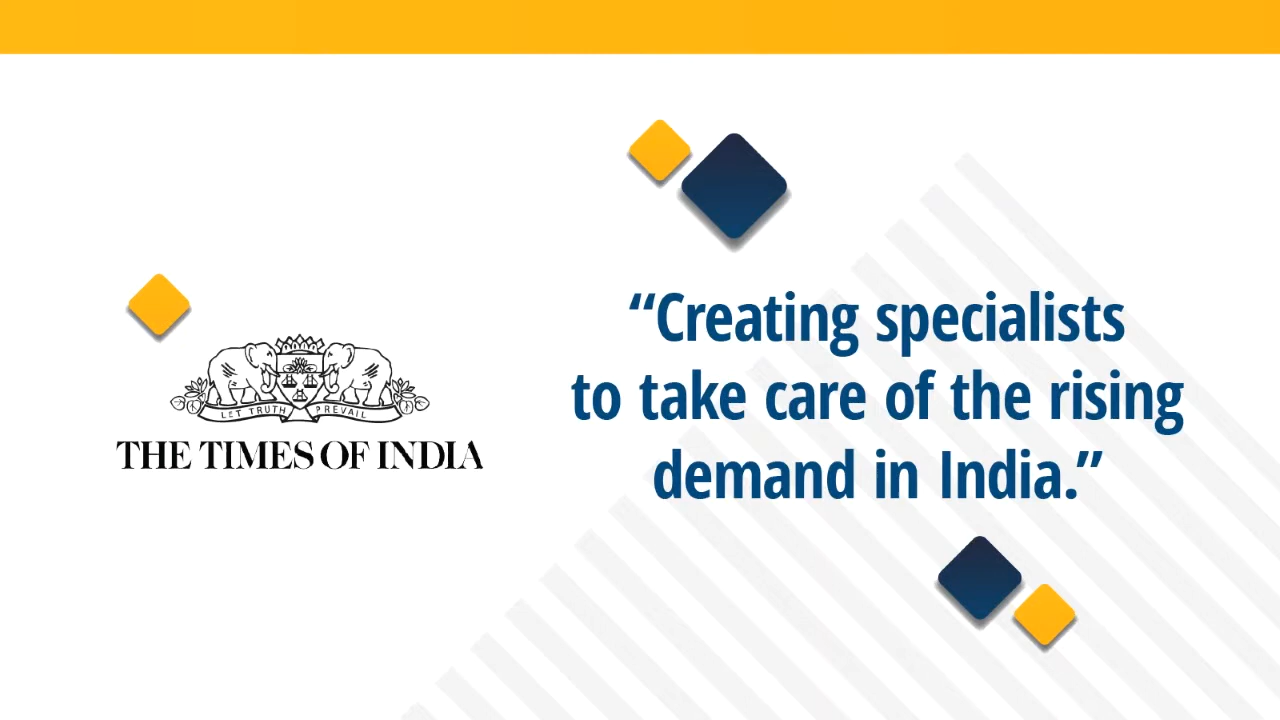 LET TRUTH PREVAIL
THE TIMES OF INDIA
“Creating specialists
to take care of the rising
demand in India.”